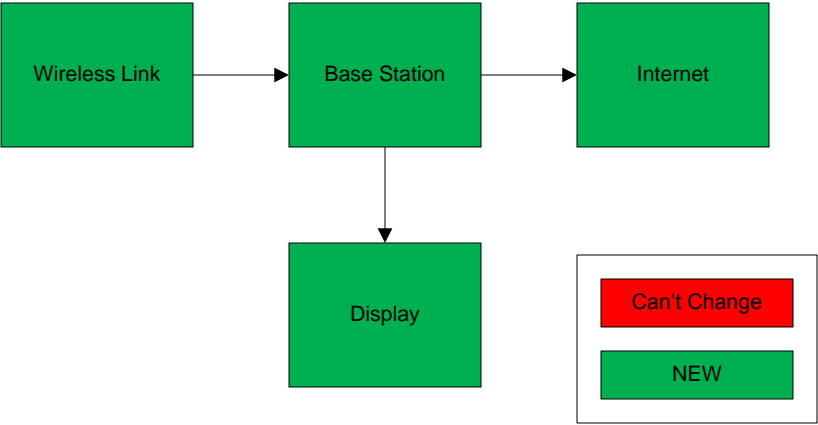 Wireless Link
Base Station
Internet
Display
Can't Change
NEW